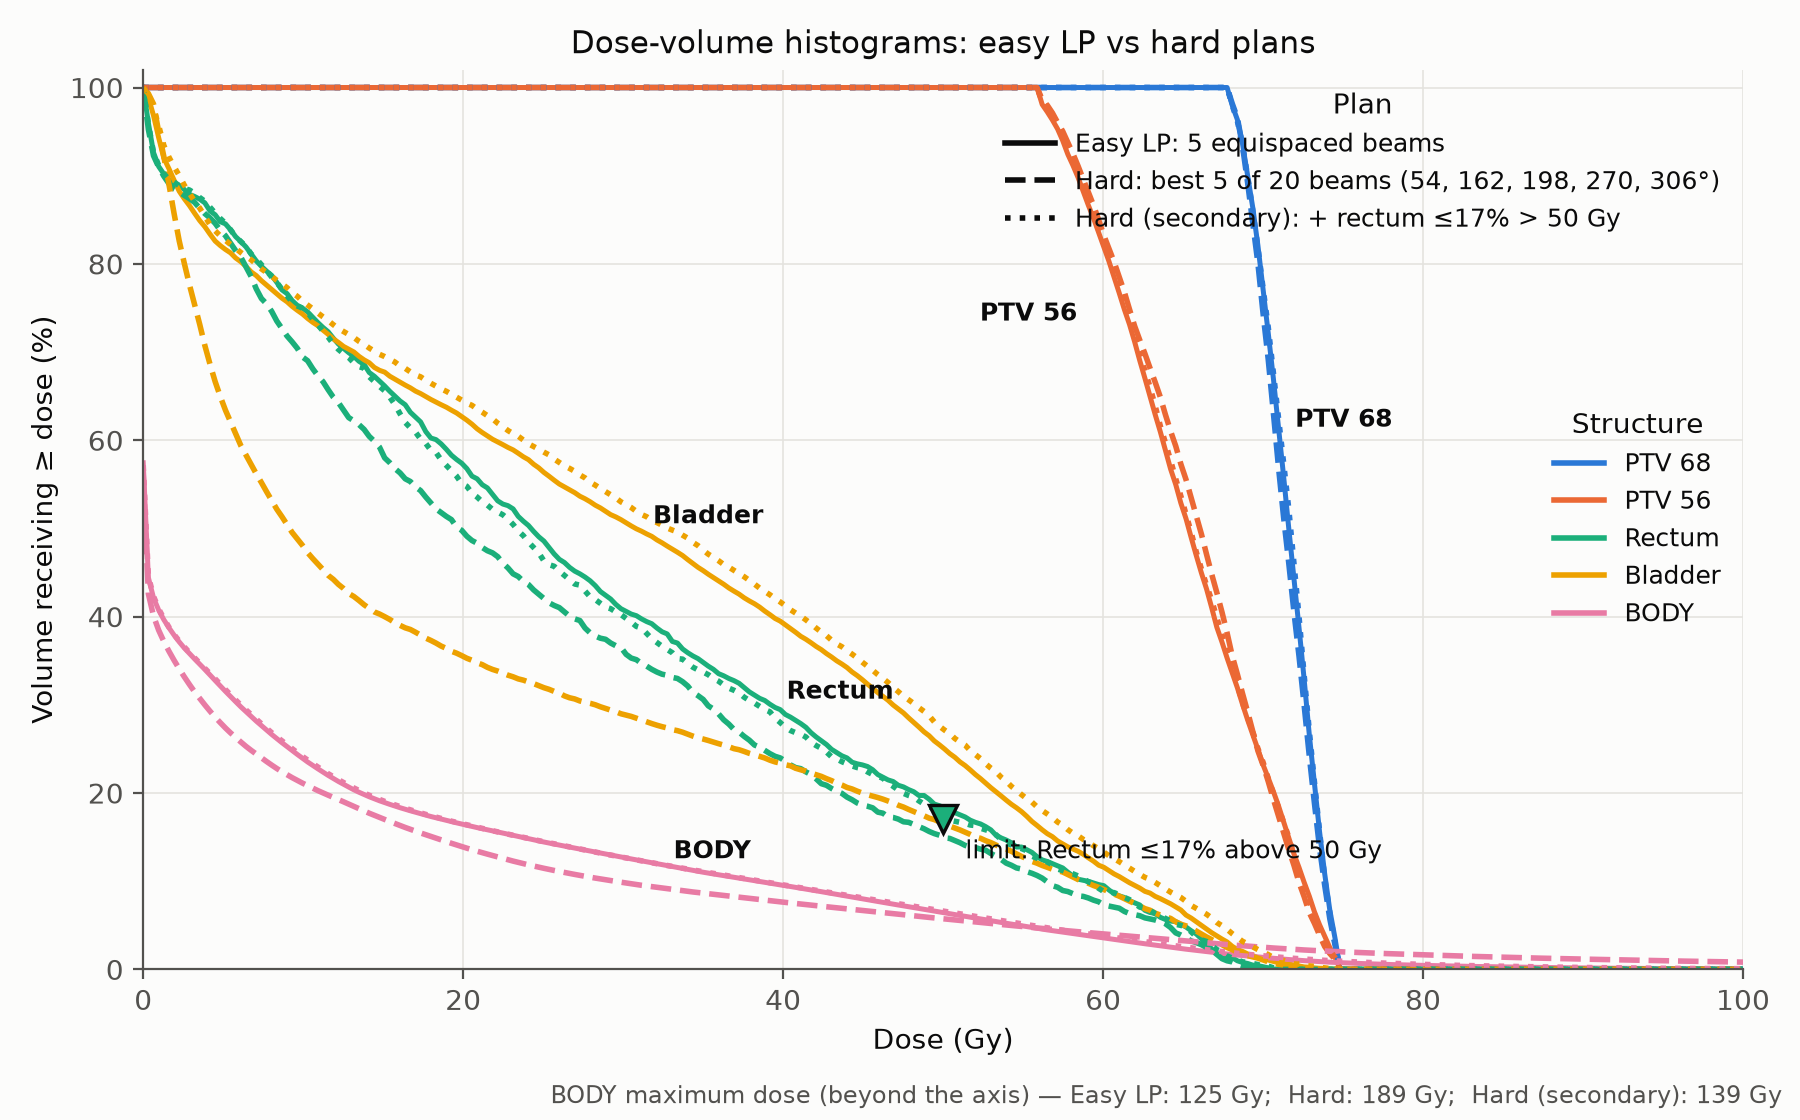 Dose-volume histograms: easy LP vs hard plans
Volume receiving ≥ dose (%)
100
80
60
40
20
0
Plan
Easy LP: 5 equispaced beams
Hard: best 5 of 20 beams (54, 162, 198, 270, 306°)
Hard (secondary): + rectum ≤17% > 50 Gy
PTV 56
PTV 68
Structure
PTV 68
PTV 56
Rectum
Bladder
BODY
Bladder
Rectum
BODY
limit: Rectum ≤17% above 50 Gy
0
20
40
60
80
100
Dose (Gy)
BODY maximum dose (beyond the axis) — Easy LP: 125 Gy; Hard: 189 Gy; Hard (secondary): 139 Gy